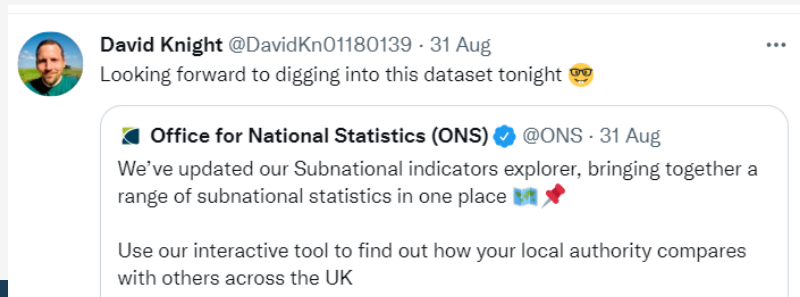 David Knight @DavidKn01180139 · 31 Aug
Looking forward to digging into this dataset tonight 🤓
Office for National Statistics (ONS) @ONS · 31 Aug
We've updated our Subnational indicators explorer, bringing together a
range of subnational statistics in one place 🗺️📌
Use our interactive tool to find out how your local authority compares
with others across the UK